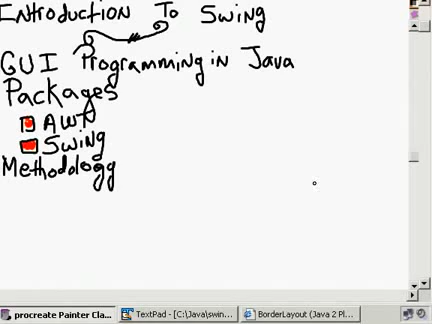 Introduction To Swing
GUI Programming in Java
Packages
AWT
Swing
Methodology
procreate Painter Cla...
TextPad - [C:\Java\swin...
BorderLayout (Java 2 Pl...